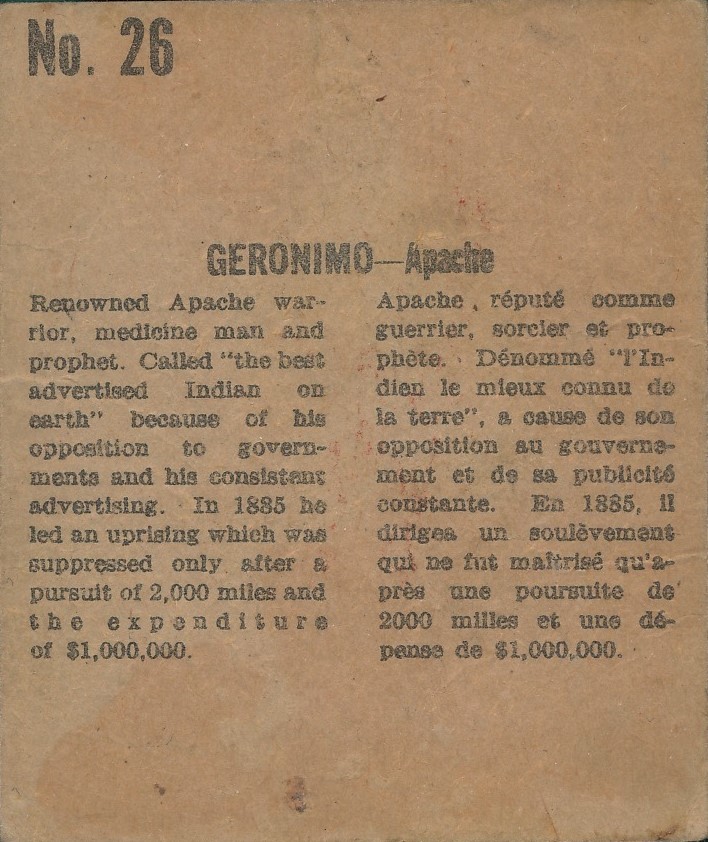 No. 26
GERONIMO—Apache
Renowned Apache war-
rior, medicine man and
prophet. Called "the best
advertised Indian on
earth" because of his
opposition to govern-
ments and his consistent
advertising. In 1885 he
led an uprising which was
suppressed only after a
pursuit of 2,000 miles and
the expenditure
of $1,000,000.
Apache, réputé comme
guerrier, sorcier et pro-
phète. Dénommé "l'In-
dien le mieux connu de
la terre", a cause de son
opposition au gouverne-
ment et de sa publicité
constante. En 1885, il
dirigea un soulèvement
qui ne fut maîtrisé qu'a-
près une poursuite de
2000 milles et une dé-
pense de $1,000,000.